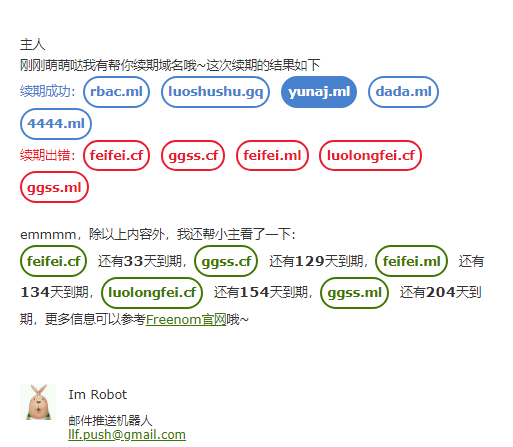 主人
刚刚萌萌哒我有帮你续期域名哦~这次续期的结果如下
续期成功： rbac.ml luoshushu.gq yunaj.ml dada.ml
4444.ml
续期出错： feifei.cf ggss.cf feifei.ml luolongfei.cf
ggss.ml
emmmm，除以上内容外，我还帮小主看了一下：
feifei.cf 还有33天到期，ggss.cf 还有129天到期，feifei.ml 还有
134天到期，luolongfei.cf 还有154天到期，ggss.ml 还有204天到
期，更多信息可以参考Freenom官网哦~
Im Robot
邮件推送机器人
llf.push@gmail.com